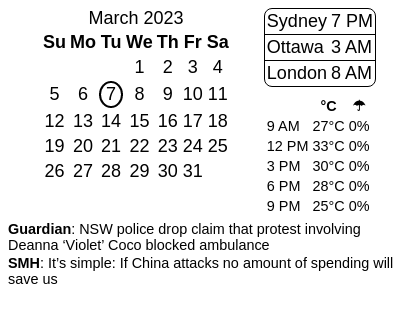 March 2023
Su Mo Tu We Th Fr Sa
1 2 3 4
5 6 7 8 9 10 11
12 13 14 15 16 17 18
19 20 21 22 23 24 25
26 27 28 29 30 31
Sydney 7 PM
Ottawa 3 AM
London 8 AM
°C ☂
9 AM 27°C 0%
12 PM 33°C 0%
3 PM 30°C 0%
6 PM 28°C 0%
9 PM 25°C 0%
Guardian: NSW police drop claim that protest involving
Deanna ‘Violet’ Coco blocked ambulance
SMH: It’s simple: If China attacks no amount of spending will
save us